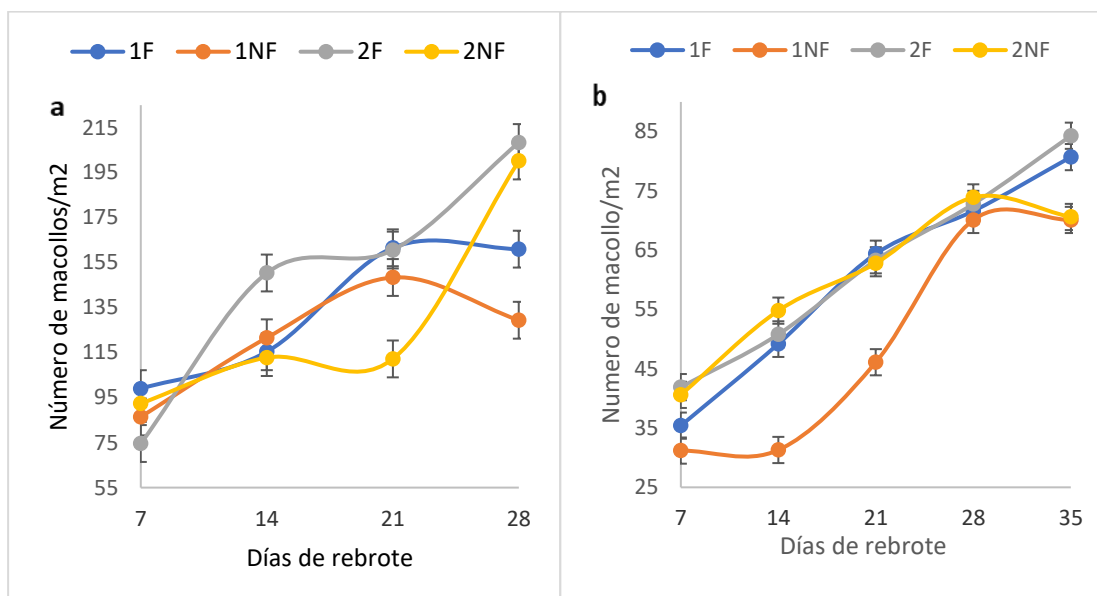 1F 1NF 2F 2NF
a
Número de macollos/m2
215
195
175
155
135
115
95
75
55
7 14 21 28
Días de rebrote
1F 1NF 2F 2NF
b
Numero de macollo/m2
85
75
65
55
45
35
25
7 14 21 28 35
Días de rebrote